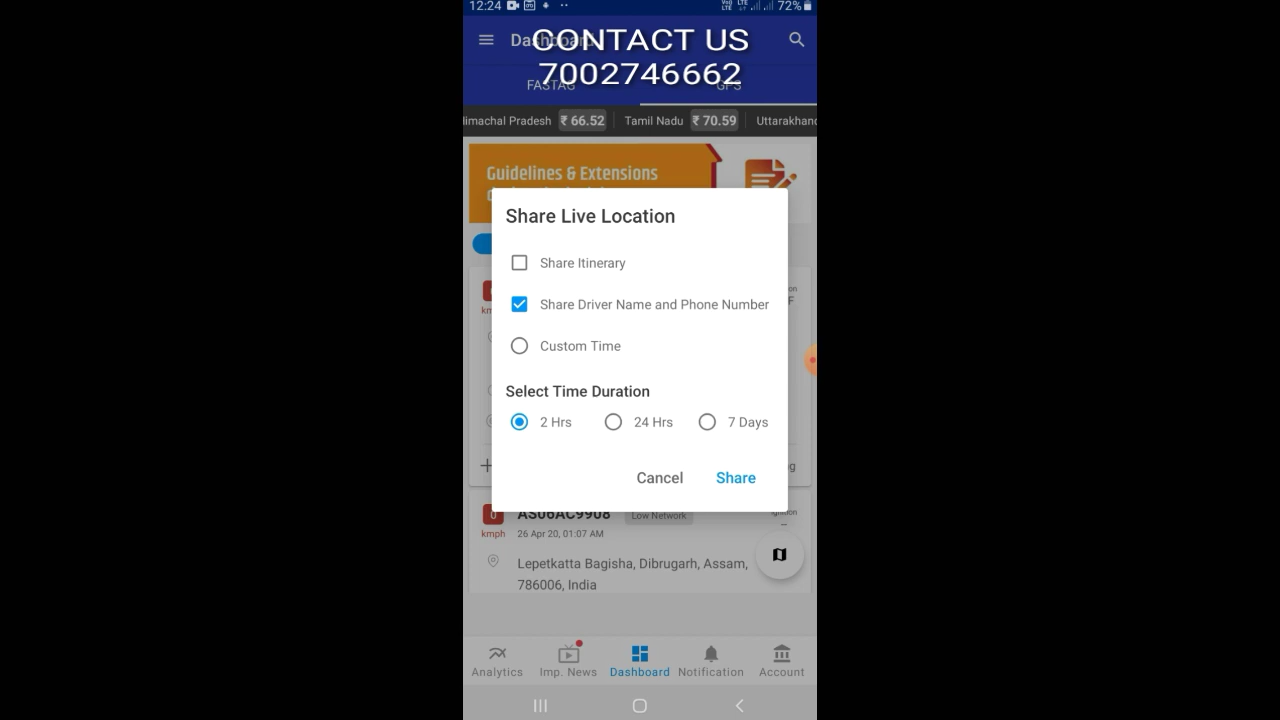 12:24
72%
Dashboard
CONTACT US
7002746662
FASTAG
GPS
limachal Pradesh ₹ 66.52 Tamil Nadu ₹ 70.59 Uttarakhand
Guidelines & Extensions
Share Live Location
Share Itinerary
Share Driver Name and Phone Number
Custom Time
Select Time Duration
2 Hrs 24 Hrs 7 Days
Cancel Share
0 AS06AC9908 Low Network
kmph 26 Apr 20, 01:07 AM
Lepetkatta Bagisha, Dibrugarh, Assam,
786006, India
Analytics Imp. News Dashboard Notification Account